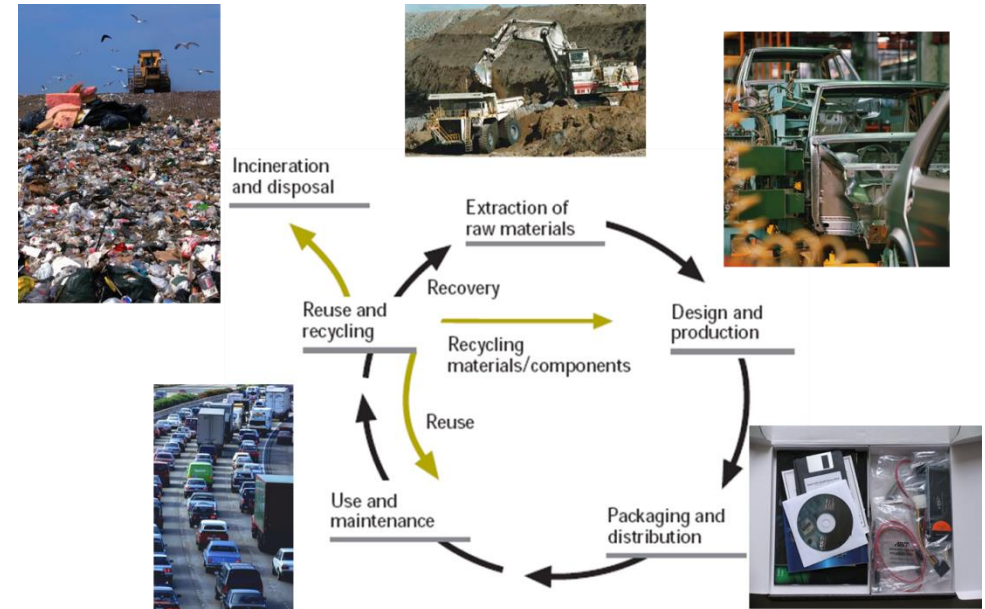 Incineration
and disposal
Extraction of
raw materials
Recovery
Reuse and
recycling
Design and
production
Recycling
materials/components
Reuse
Use and
maintenance
Packaging and
distribution